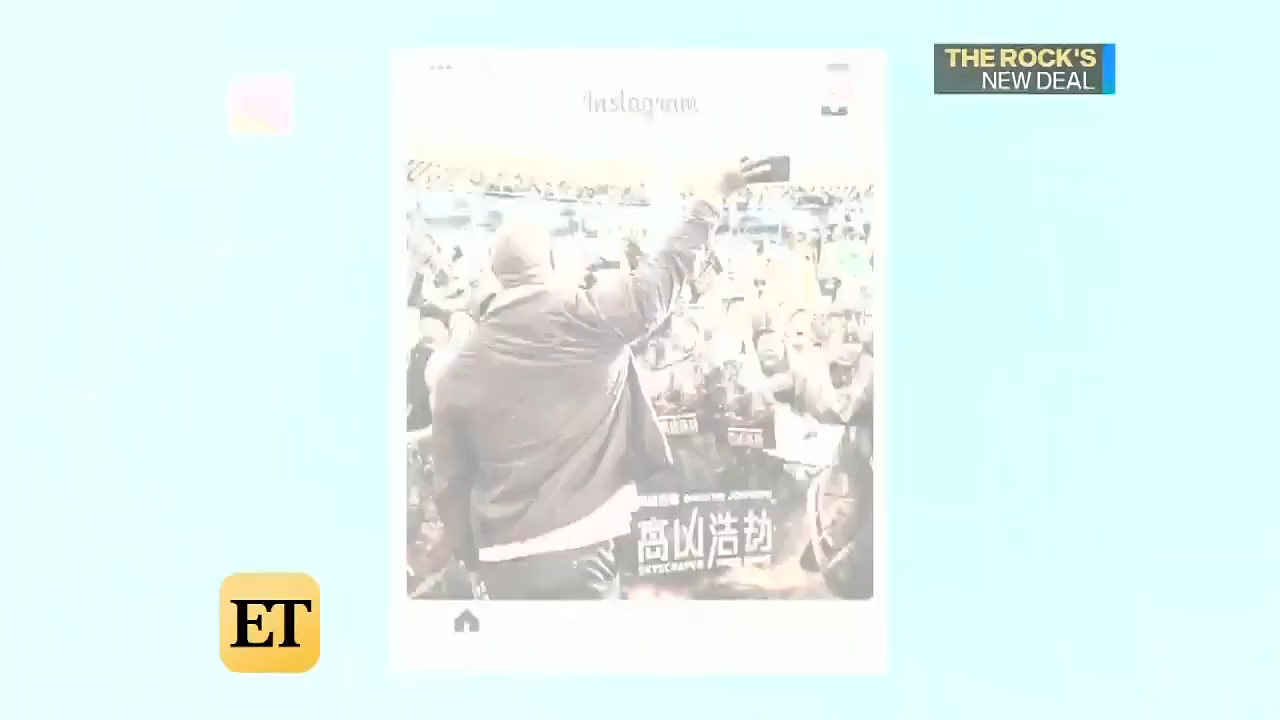 THE ROCK'S
NEW DEAL
Instagram
DWAYNE JOHNSON
高凶浩劫
SKYSCRAPER
ET